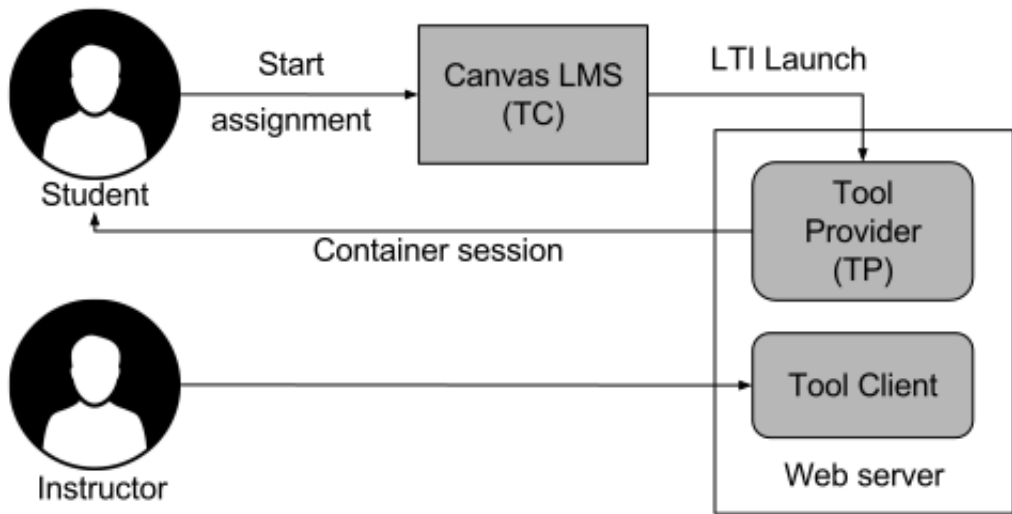 Start
assignment
Canvas LMS
(TC)
LTI Launch
Student
Tool
Provider
(TP)
Container session
Tool Client
Instructor
Web server